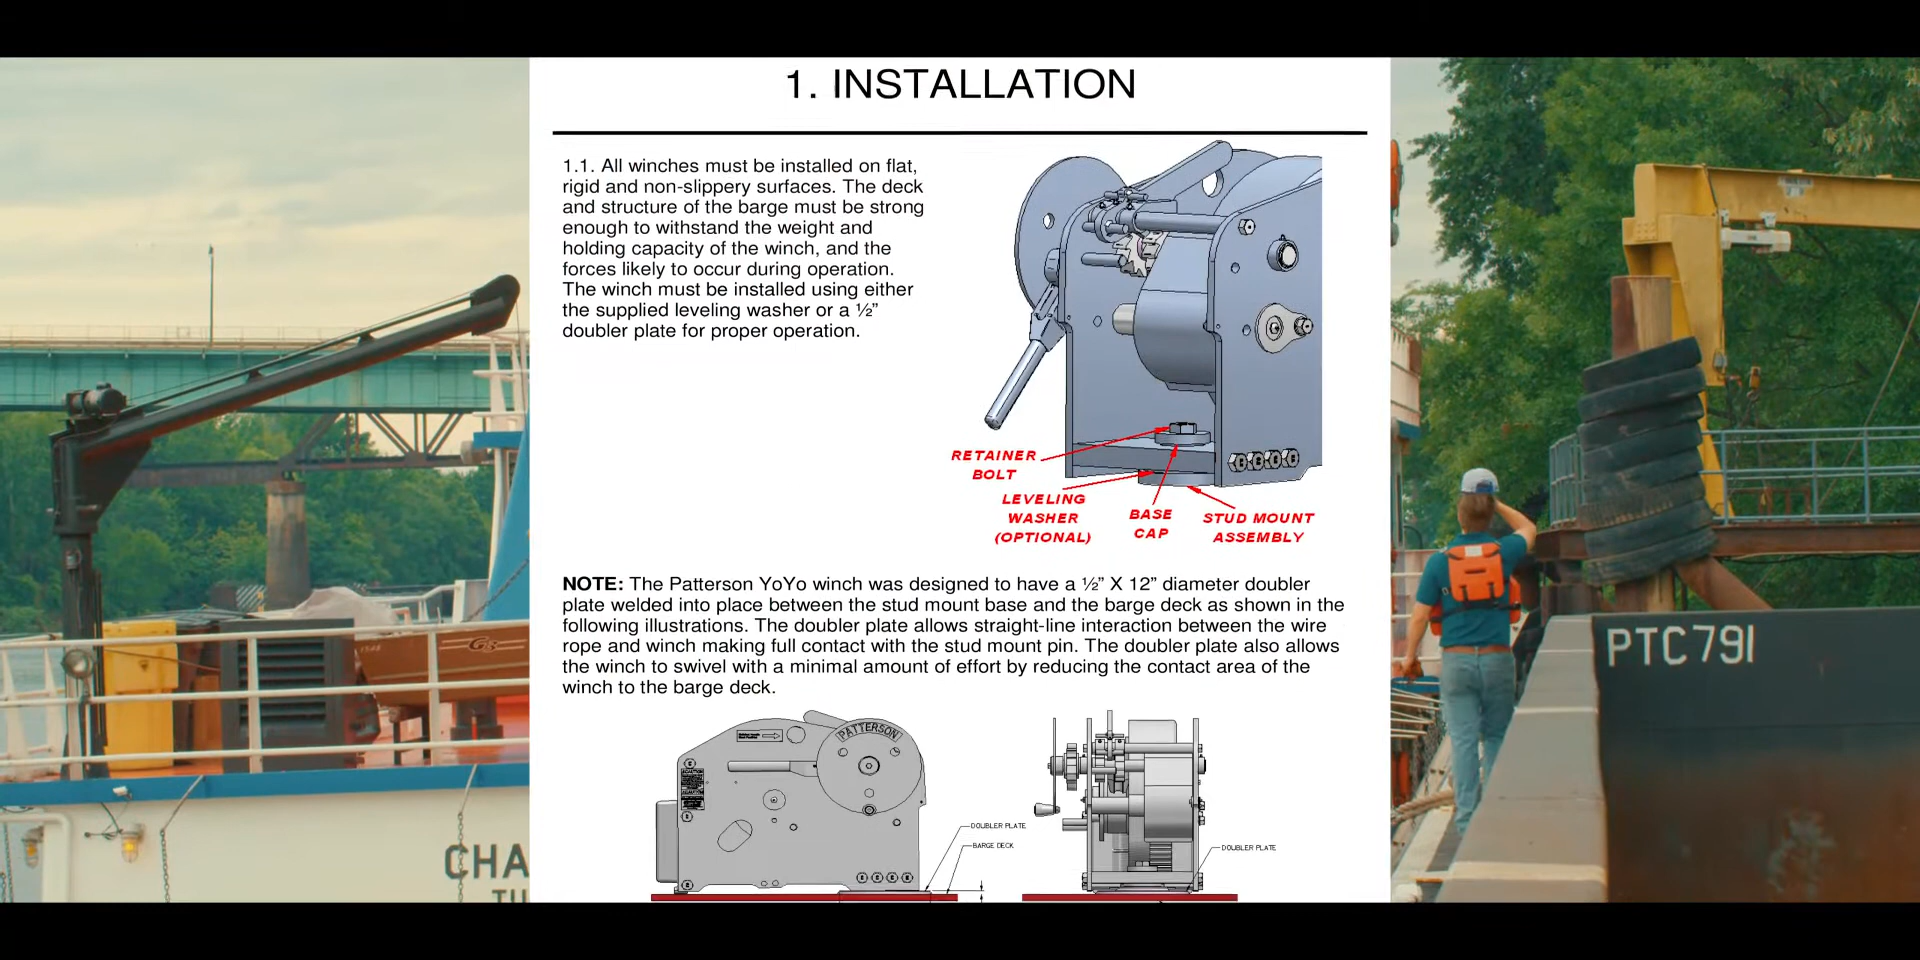 1. INSTALLATION
1.1. All winches must be installed on flat,
rigid and non-slippery surfaces. The deck
and structure of the barge must be strong
enough to withstand the weight and
holding capacity of the winch, and the
forces likely to occur during operation.
The winch must be installed using either
the supplied leveling washer or a ½”
doubler plate for proper operation.
RETAINER
BOLT
LEVELING
WASHER
(OPTIONAL)
BASE
CAP
STUD MOUNT
ASSEMBLY
NOTE: The Patterson YoYo winch was designed to have a ½” X 12” diameter doubler
plate welded into place between the stud mount base and the barge deck as shown in the
following illustrations. The doubler plate allows straight-line interaction between the wire
rope and winch making full contact with the stud mount pin. The doubler plate also allows
the winch to swivel with a minimal amount of effort by reducing the contact area of the
winch to the barge deck.
PATTERSON
DOUBLER PLATE
BARGE DECK
DOUBLER PLATE
CHA
TU
PTC791